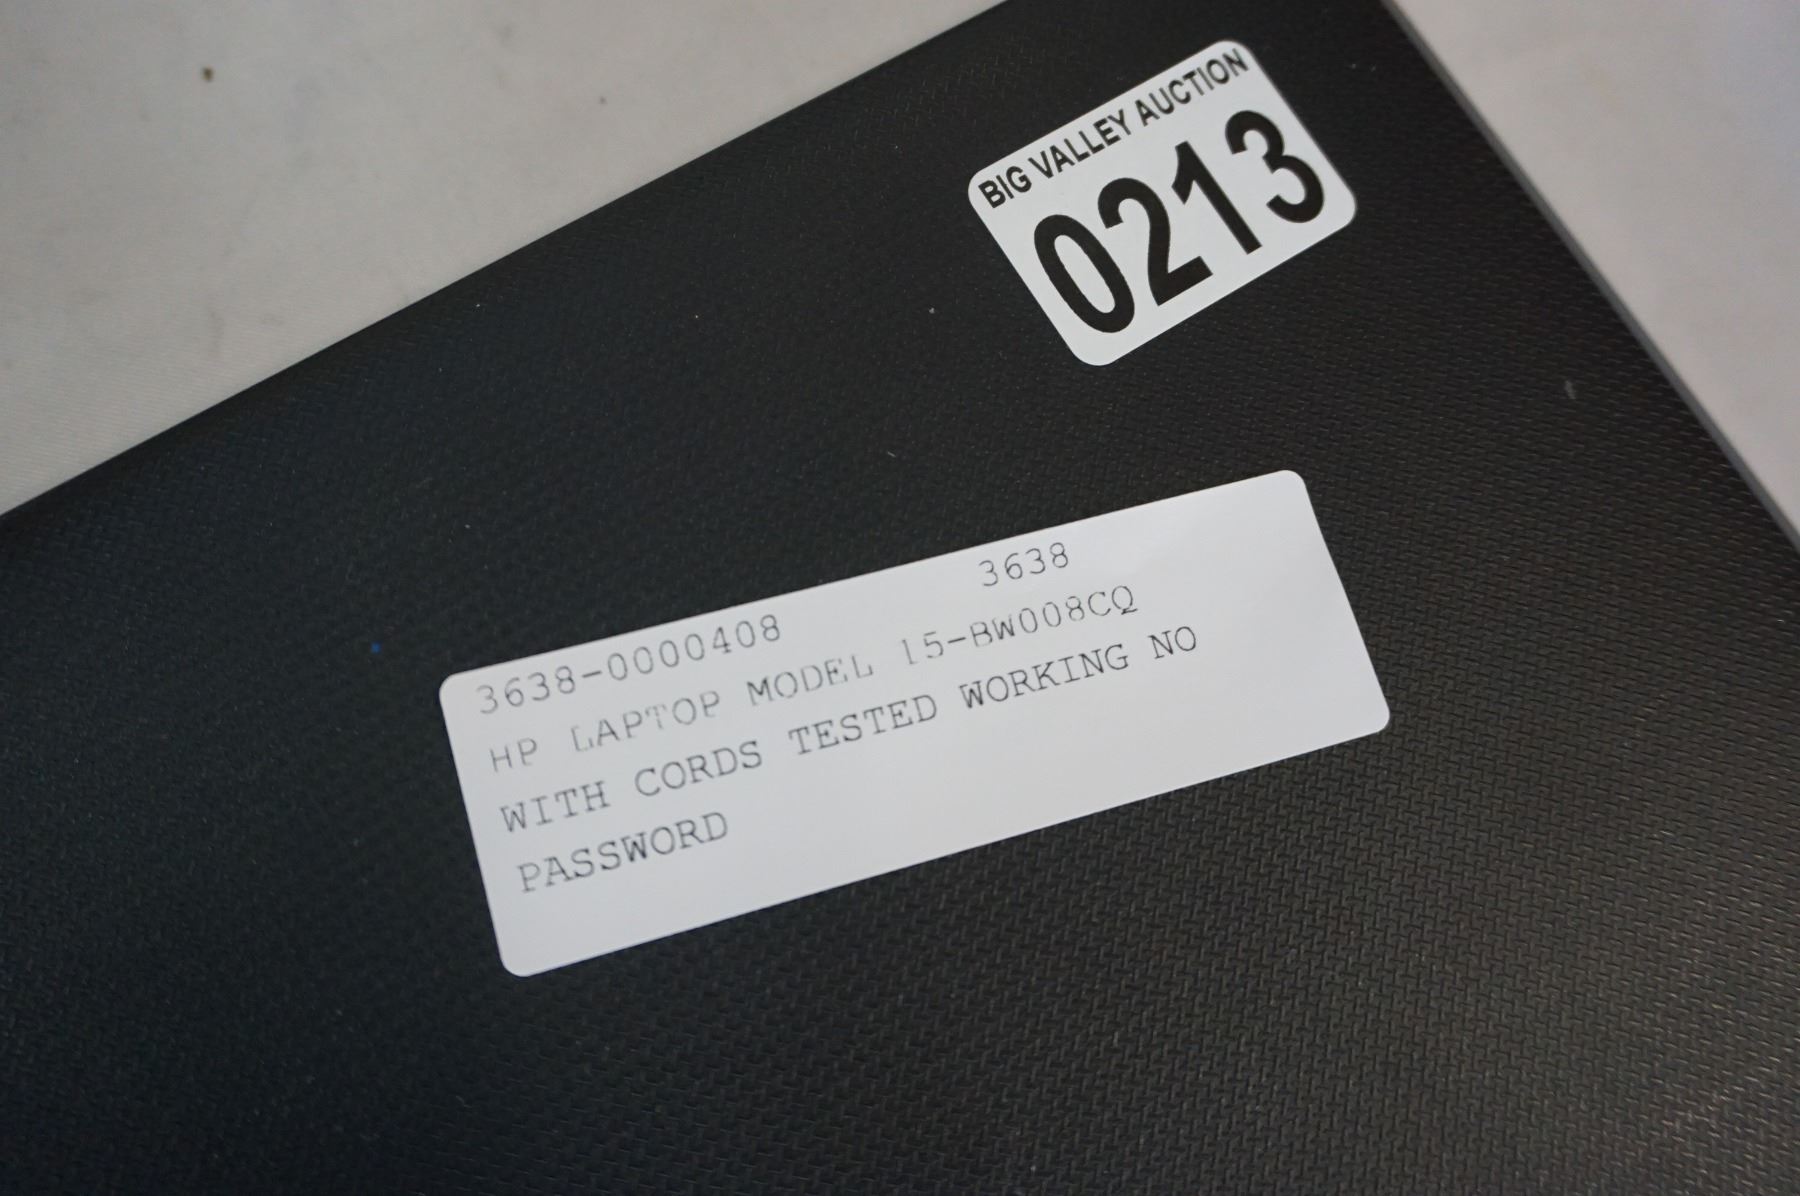 BIG VALLEY AUCTION
0213
3638-0000408 3638
HP LAPTOP MODEL 15-BW008CQ
WITH CORDS TESTED WORKING NO
PASSWORD